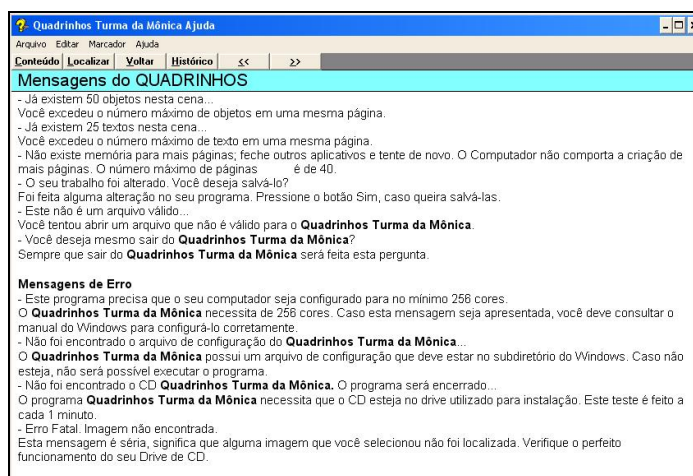 Quadrinhos Turma da Mônica Ajuda
Arquivo Editar Marcador Ajuda
Conteúdo Localizar Voltar Histórico << >>
Mensagens do QUADRINHOS
- Já existem 50 objetos nesta cena...
Você excedeu o número máximo de objetos em uma mesma página.
- Já existem 25 textos nesta cena...
Você excedeu o número máximo de texto em uma mesma página.
- Não existe memória para mais páginas; feche outros aplicativos e tente de novo. O Computador não comporta a criação de
mais páginas. O número máximo de páginas é de 40.
- O seu trabalho foi alterado. Você deseja salvá-lo?
Foi feita alguma alteração no seu programa. Pressione o botão Sim, caso queira salvá-las.
- Este não é um arquivo válido...
Você tentou abrir um arquivo que não é válido para o Quadrinhos Turma da Mônica.
- Você deseja mesmo sair do Quadrinhos Turma da Mônica?
Sempre que sair do Quadrinhos Turma da Mônica será feita esta pergunta.
Mensagens de Erro
- Este programa precisa que o seu computador seja configurado para no mínimo 256 cores.
O Quadrinhos Turma da Mônica necessita de 256 cores. Caso esta mensagem seja apresentada, você deve consultar o
manual do Windows para configurá-lo corretamente.
- Não foi encontrado o arquivo de configuração do Quadrinhos Turma da Mônica...
O Quadrinhos Turma da Mônica possui um arquivo de configuração que deve estar no subdiretório do Windows. Caso não
esteja, não será possível executar o programa.
- Não foi encontrado o CD Quadrinhos Turma da Mônica. O programa será encerrado...
O programa Quadrinhos Turma da Mônica necessita que o CD esteja no drive utilizado para instalação. Este teste é feito a
cada 1 minuto.
- Erro Fatal. Imagem não encontrada.
Esta mensagem é séria, significa que alguma imagem que você selecionou não foi localizada. Verifique o perfeito
funcionamento do seu Drive de CD.